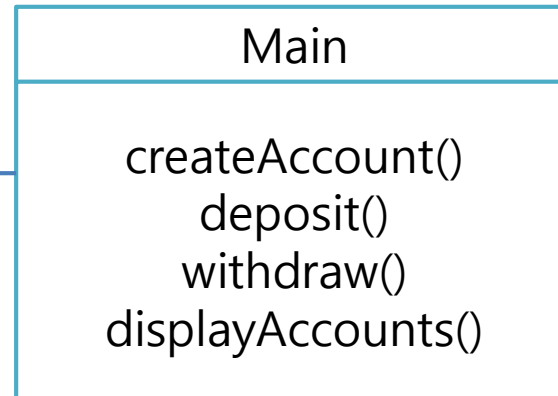 Main
createAccount()
deposit()
withdraw()
displayAccounts()